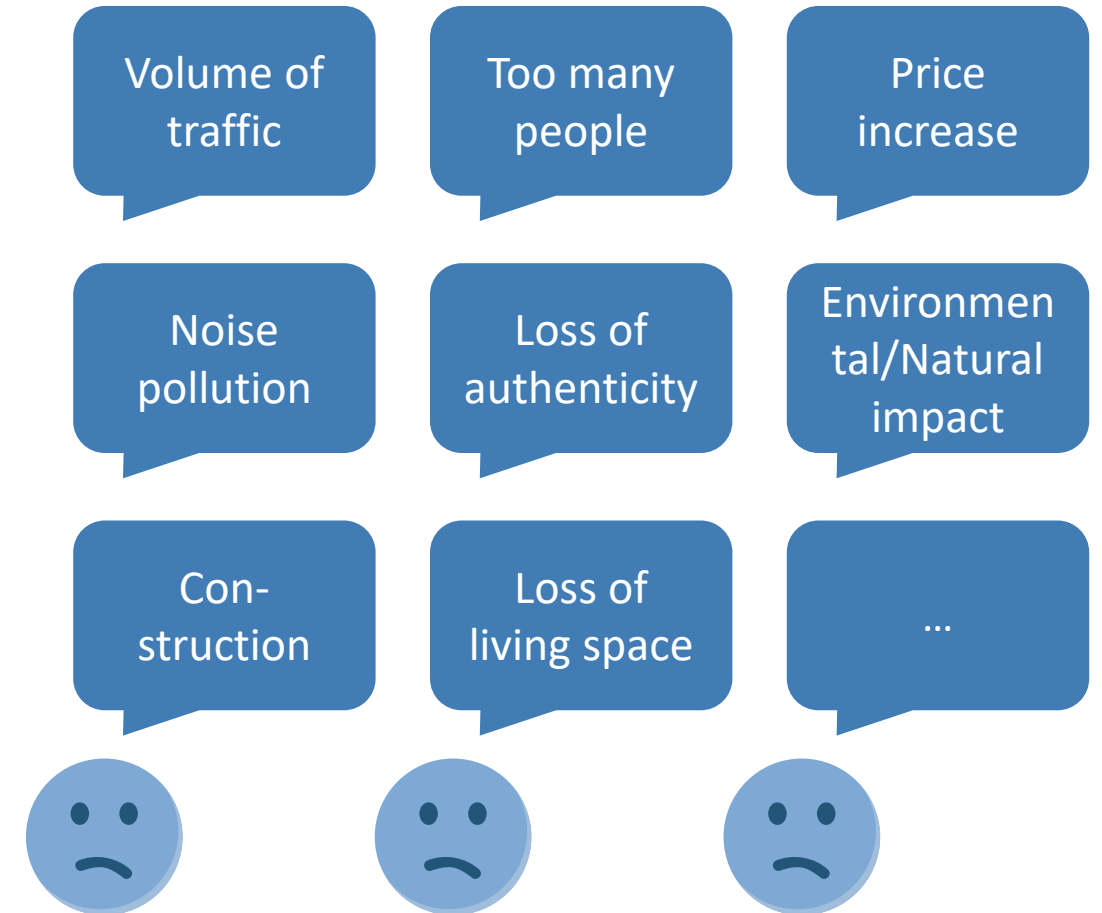 Volume of
traffic
Too many
people
Price
increase
Noise
pollution
Loss of
authenticity
Environmen
tal/Natural
impact
Con-
struction
Loss of
living space
...